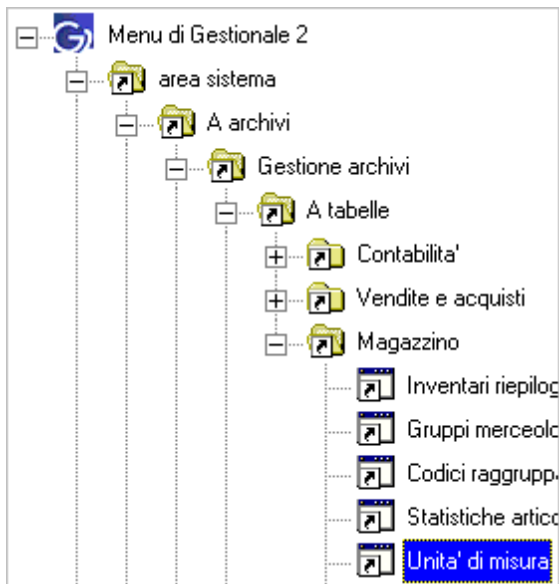 Menu di Gestionale 2
area sistema
A archivi
Gestione archivi
A tabelle
Contabilita'
Vendite e acquisti
Magazzino
Inventari riepilog
Gruppi merceolo
Codici raggrupp
Statistiche artico
Unita' di misura